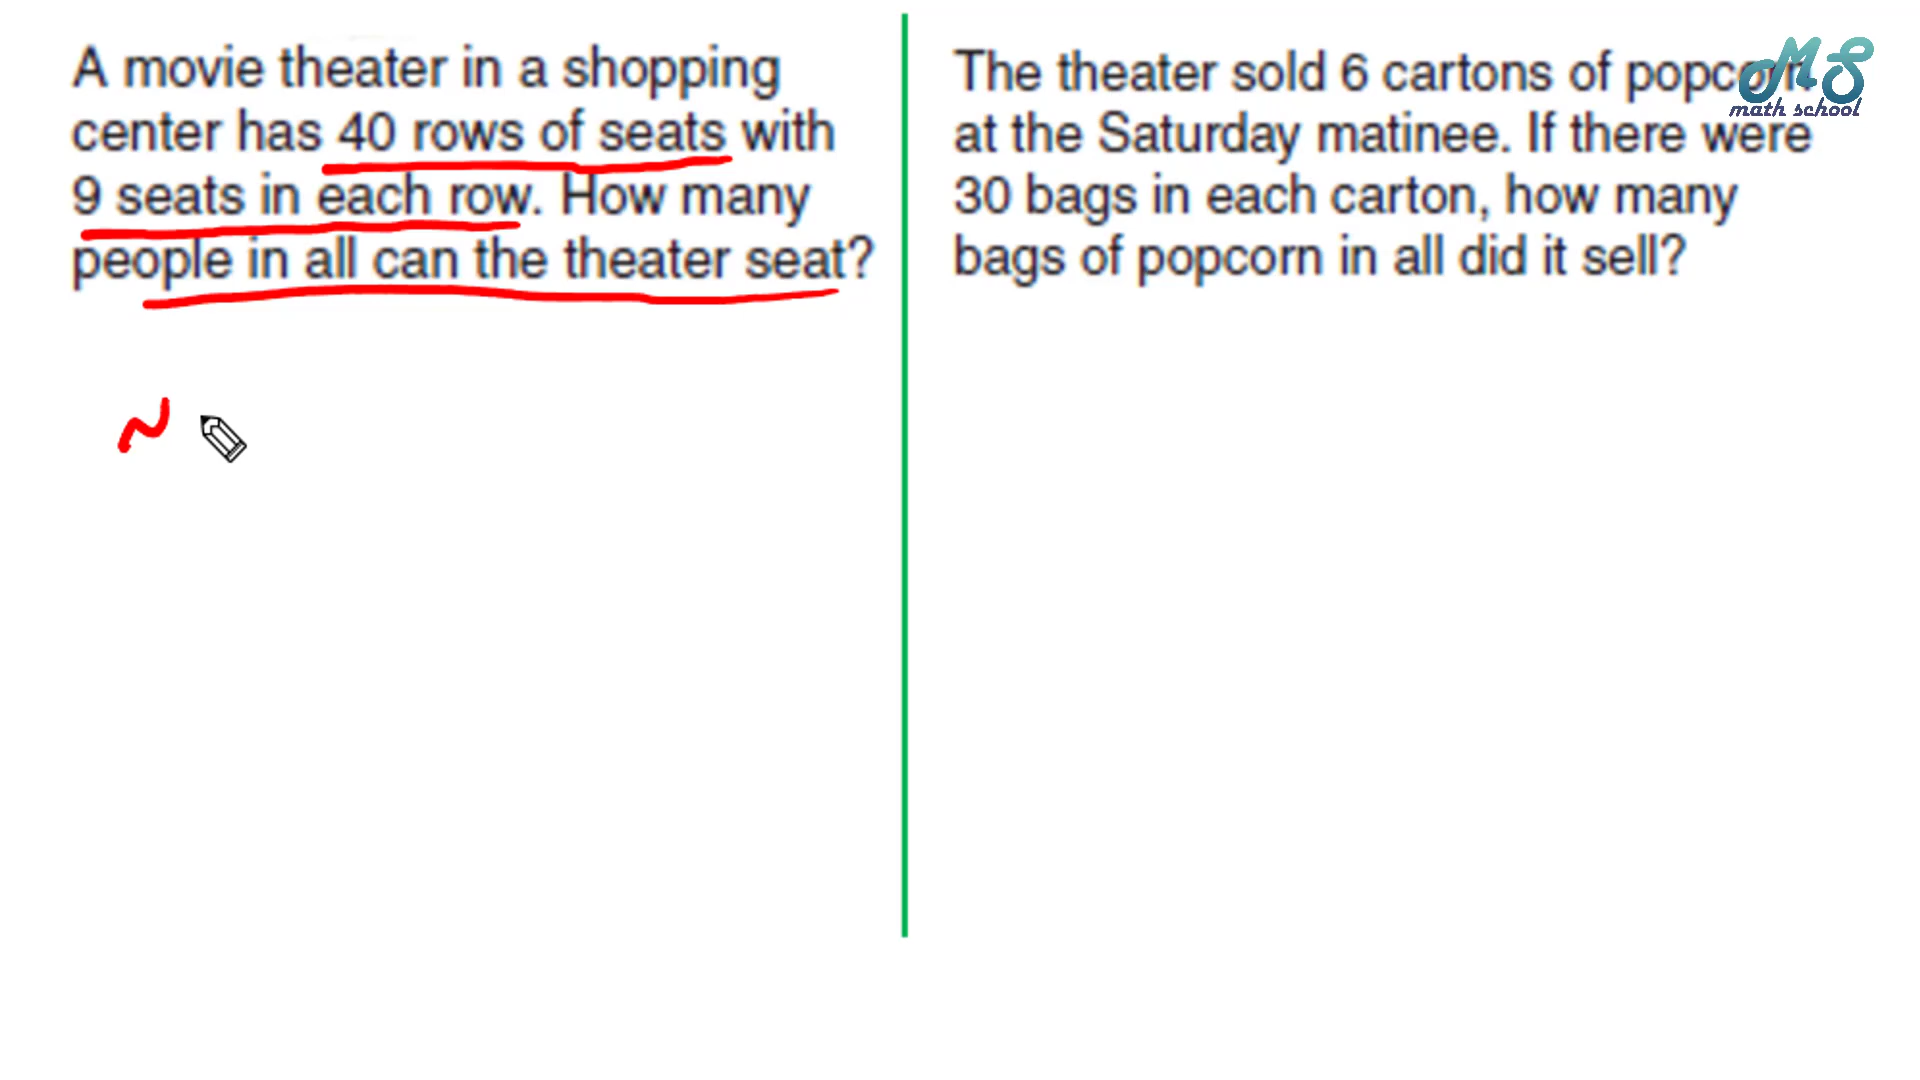 A movie theater in a shopping
center has 40 rows of seats with
9 seats in each row. How many
people in all can the theater seat?
The theater sold 6 cartons of popcorn
at the Saturday matinee. If there were
30 bags in each carton, how many
bags of popcorn in all did it sell?
MS
math school